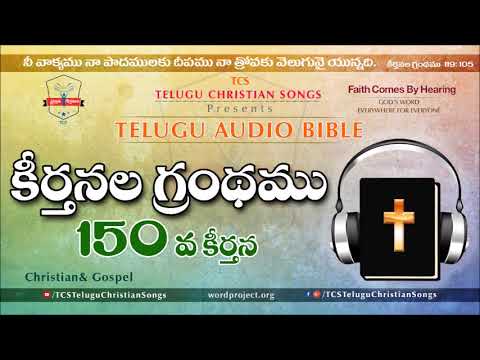 నీ వాక్యము నా పాదములకు దీపము నా త్రోవకు వెలుగునై యున్నది. కీర్తనల గ్రంథము 119:105
TCS
TELUGU CHRISTIAN SONGS
Presents
TELUGU AUDIO BIBLE
Faith Comes By Hearing
GOD'S WORD
EVERYWHERE FOR EVERYONE
TCS
కీర్తనల గ్రంథము
150 వ కీర్తన
Christian& Gospel
/TCSTeluguChristianSongs
wordproject.org
/TCSTeluguChristianSongs